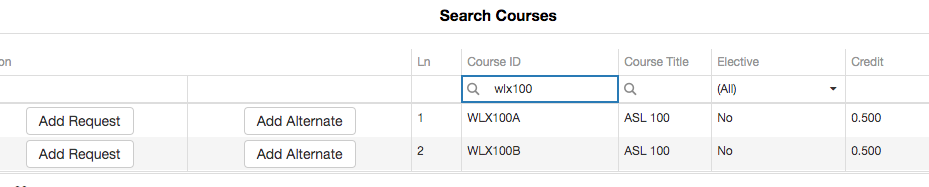 Search Courses
on Ln Course ID Course Title Elective Credit
wlx100 (All)
Add Request Add Alternate 1 WLX100A ASL 100 No 0.500
Add Request Add Alternate 2 WLX100B ASL 100 No 0.500